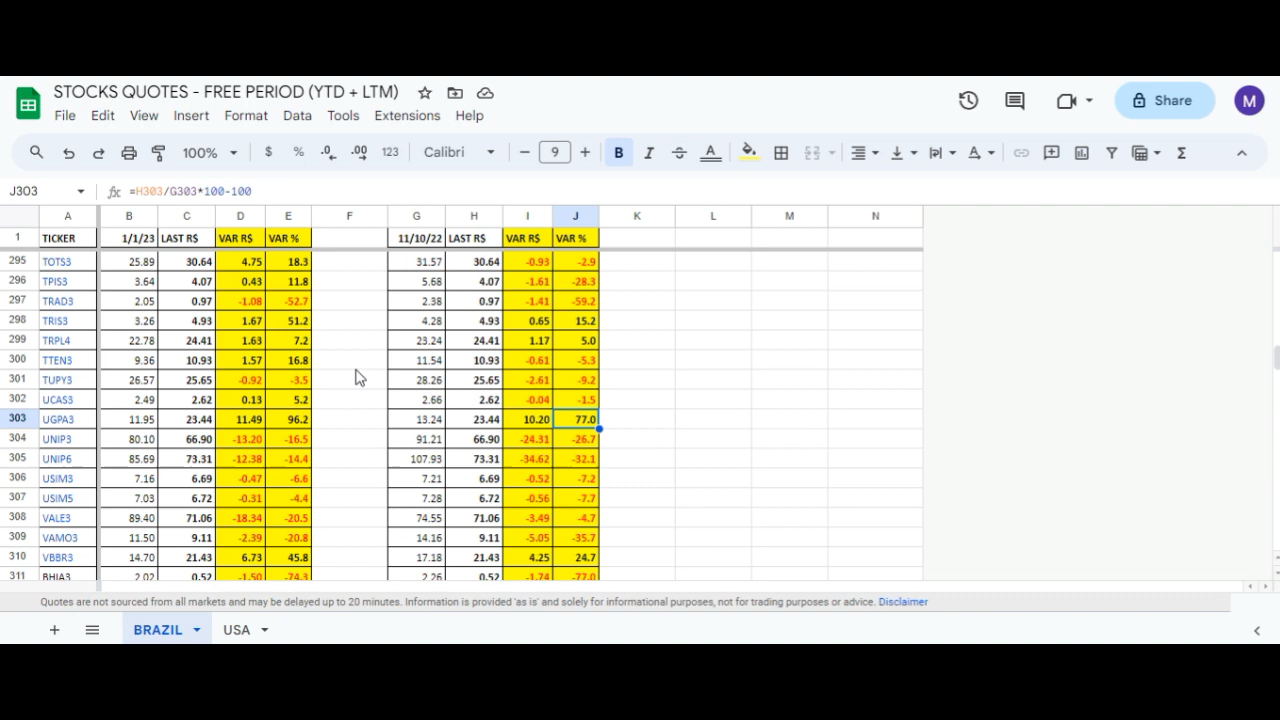 STOCKS QUOTES - FREE PERIOD (YTD + LTM)
File Edit View Insert Format Data Tools Extensions Help
Share M
100% $ % .0 .00 123 Calibri − 9 + B I S A A Σ
J303 fx =H303/G303*100-100
A B C D E F G H I J K L M N
1 TICKER 1/1/23 LAST R$ VAR R$ VAR % 11/10/22 LAST R$ VAR R$ VAR %
295 TOTS3 25.89 30.64 4.75 18.3 31.57 30.64 -0.93 -2.9
296 TPIS3 3.64 4.07 0.43 11.8 5.68 4.07 -1.61 -28.3
297 TRAD3 2.05 0.97 -1.08 -52.7 2.38 0.97 -1.41 -59.2
298 TRIS3 3.26 4.93 1.67 51.2 4.28 4.93 0.65 15.2
299 TRPL4 22.78 24.41 1.63 7.2 23.24 24.41 1.17 5.0
300 TTEN3 9.36 10.93 1.57 16.8 11.54 10.93 -0.61 -5.3
301 TUPY3 26.57 25.65 -0.92 -3.5 28.26 25.65 -2.61 -9.2
302 UCAS3 2.49 2.62 0.13 5.2 2.66 2.62 -0.04 -1.5
303 UGPA3 11.95 23.44 11.49 96.2 13.24 23.44 10.20 77.0
304 UNIP3 80.10 66.90 -13.20 -16.5 91.21 66.90 -24.31 -26.7
305 UNIP6 85.69 73.31 -12.38 -14.4 107.93 73.31 -34.62 -32.1
306 USIM3 7.16 6.69 -0.47 -6.6 7.21 6.69 -0.52 -7.2
307 USIM5 7.03 6.72 -0.31 -4.4 7.28 6.72 -0.56 -7.7
308 VALE3 89.40 71.06 -18.34 -20.5 74.55 71.06 -3.49 -4.7
309 VAMO3 11.50 9.11 -2.39 -20.8 14.16 9.11 -5.05 -35.7
310 VBBR3 14.70 21.43 6.73 45.8 17.18 21.43 4.25 24.7
311 BHIA3 2.02 0.52 -1.50 -74.3 2.26 0.52 -1.74 -77.0
Quotes are not sourced from all markets and may be delayed up to 20 minutes. Information is provided 'as is' and solely for informational purposes, not for trading purposes or advice. Disclaimer
+ BRAZIL USA